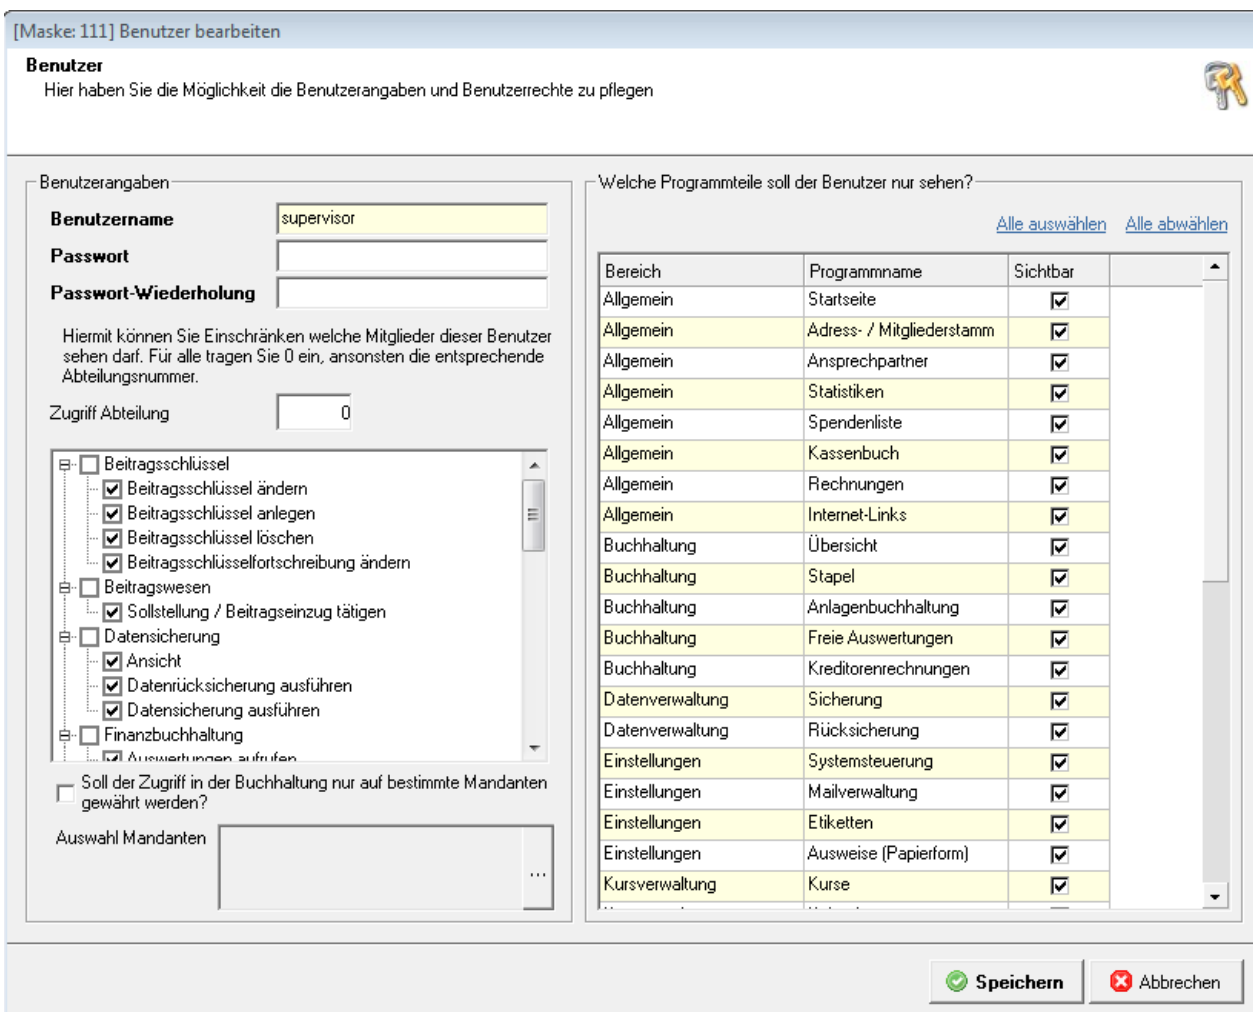 [Maske: 111] Benutzer bearbeiten
Benutzer
Hier haben Sie die Möglichkeit die Benutzerangaben und Benutzerrechte zu pflegen
Benutzerangaben
Benutzername supervisor
Passwort
Passwort-Wiederholung
Hiermit können Sie Einschränken welche Mitglieder dieser Benutzer
sehen darf. Für alle tragen Sie 0 ein, ansonsten die entsprechende
Abteilungsnummer.
Zugriff Abteilung 0
Beitragsschlüssel
Beitragsschlüssel ändern
Beitragsschlüssel anlegen
Beitragsschlüssel löschen
Beitragsschlüsselfortschreibung ändern
Beitragswesen
Sollstellung / Beitragseinzug tätigen
Datensicherung
Ansicht
Datenrücksicherung ausführen
Datensicherung ausführen
Finanzbuchhaltung
Auswertungen aufrufen
Soll der Zugriff in der Buchhaltung nur auf bestimmte Mandanten
gewährt werden?
Auswahl Mandanten ...
Welche Programmteile soll der Benutzer nur sehen?
Alle auswählen Alle abwählen
Bereich Programmname Sichtbar
Allgemein Startseite
Allgemein Adress- / Mitgliederstamm
Allgemein Ansprechpartner
Allgemein Statistiken
Allgemein Spendenliste
Allgemein Kassenbuch
Allgemein Rechnungen
Allgemein Internet-Links
Buchhaltung Übersicht
Buchhaltung Stapel
Buchhaltung Anlagenbuchhaltung
Buchhaltung Freie Auswertungen
Buchhaltung Kreditorenrechnungen
Datenverwaltung Sicherung
Datenverwaltung Rücksicherung
Einstellungen Systemsteuerung
Einstellungen Mailverwaltung
Einstellungen Etiketten
Einstellungen Ausweise (Papierform)
Kursverwaltung Kurse
Speichern Abbrechen